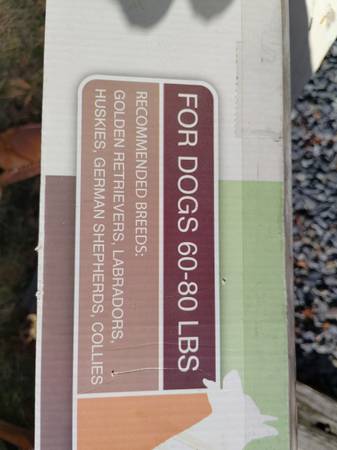 FOR DOGS 60-80 LBS
RECOMMENDED BREEDS:
GOLDEN RETRIEVERS, LABRADORS,
HUSKIES, GERMAN SHEPHERDS, COLLIES